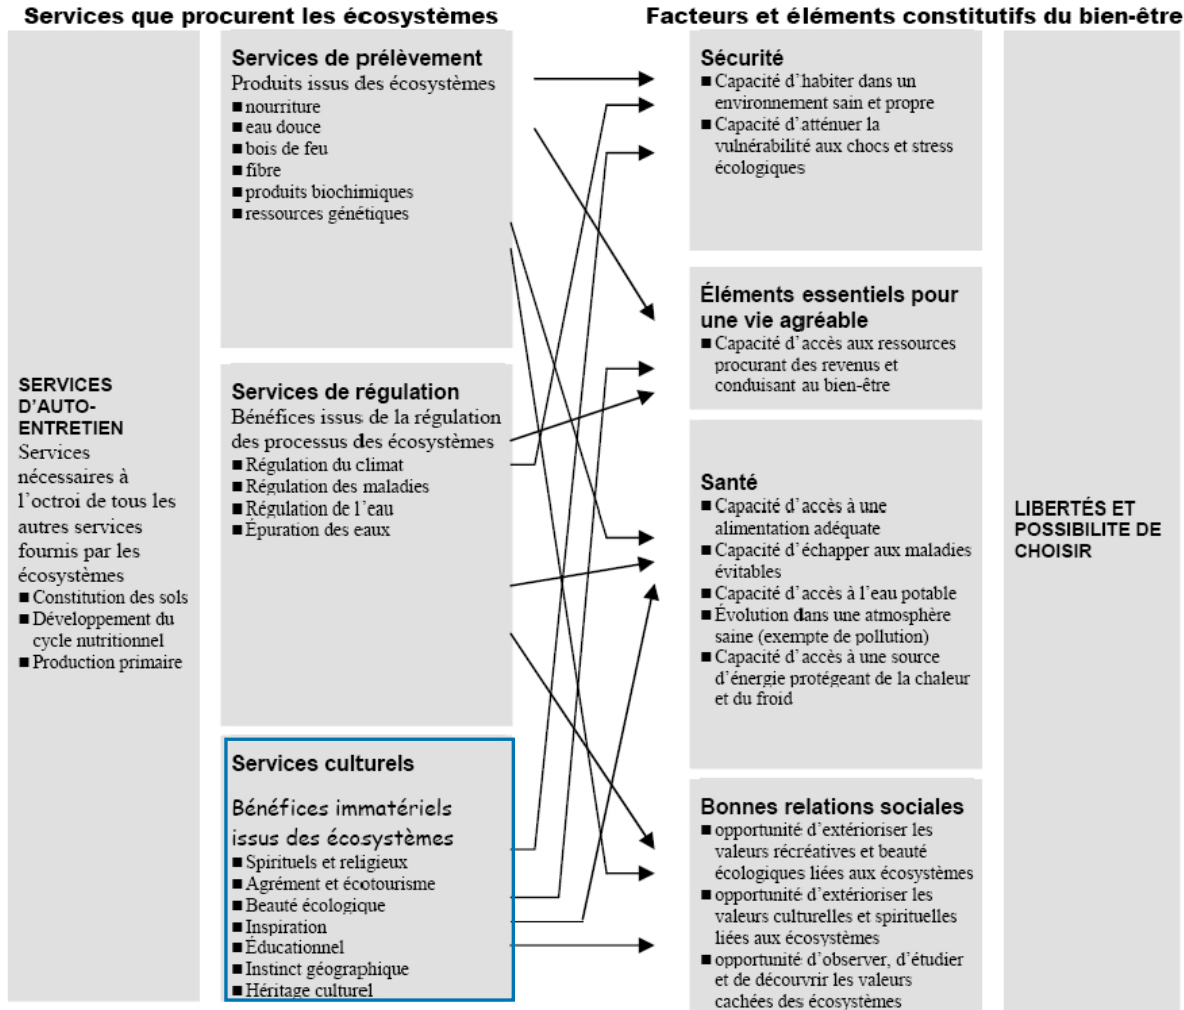 Services que procurent les écosystèmes
Facteurs et éléments constitutifs du bien-être
SERVICES
D'AUTO-
ENTRETIEN
Services
nécessaires à
l'octroi de tous les
autres services
fournis par les
écosystèmes
■ Constitution des sols
■ Développement du
cycle nutritionnel
■ Production primaire
Services de prélèvement
Produits issus des écosystèmes
■ nourriture
■ eau douce
■ bois de feu
■ fibre
■ produits biochimiques
■ ressources génétiques
Services de régulation
Bénéfices issus de la régulation
des processus des écosystèmes
■ Régulation du climat
■ Régulation des maladies
■ Régulation de l'eau
■ Épuration des eaux
Services culturels
Bénéfices immatériels
issus des écosystèmes
■ Spirituels et religieux
■ Agrément et écotourisme
■ Beauté écologique
■ Inspiration
■ Éducationnel
■ Instinct géographique
■ Héritage culturel
Sécurité
■ Capacité d'habiter dans un
environnement sain et propre
■ Capacité d'atténuer la
vulnérabilité aux chocs et stress
écologiques
Éléments essentiels pour
une vie agréable
■ Capacité d'accès aux ressources
procurant des revenus et
conduisant au bien-être
Santé
■ Capacité d'accès à une
alimentation adéquate
■ Capacité d'échapper aux maladies
évitables
■ Capacité d'accès à l'eau potable
■ Évolution dans une atmosphère
saine (exempte de pollution)
■ Capacité d'accès à une source
d'énergie protégeant de la chaleur
et du froid
Bonnes relations sociales
■ opportunité d'extérioriser les
valeurs récréatives et beauté
écologiques liées aux écosystèmes
■ opportunité d'extérioriser les
valeurs culturelles et spirituelles
liées aux écosystèmes
■ opportunité d'observer, d'étudier
et de découvrir les valeurs
cachées des écosystèmes
LIBERTÉS ET
POSSIBILITE DE
CHOISIR